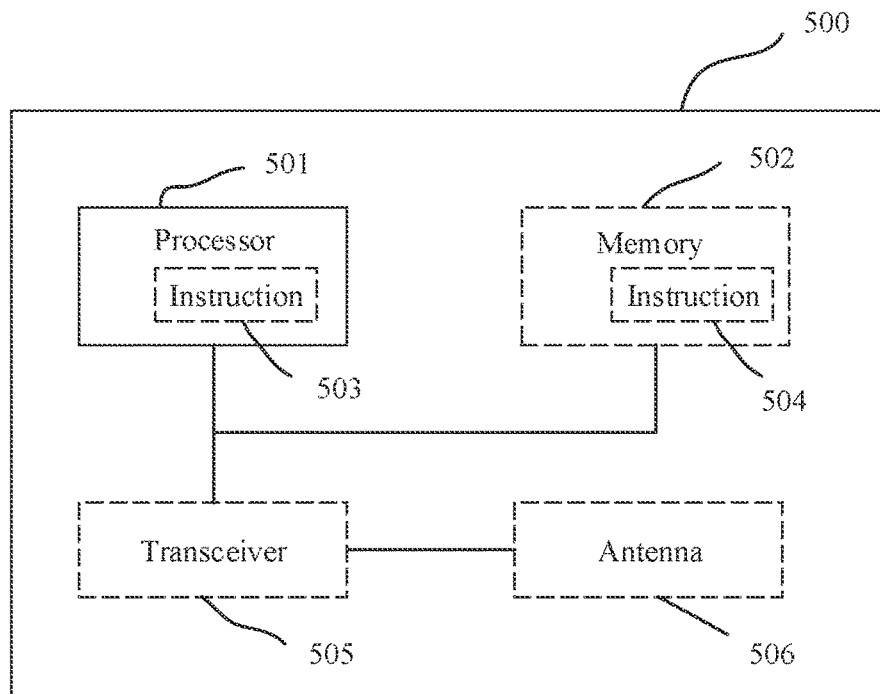 500
501
502
Processor
Memory
Instruction
Instruction
503
504
Transceiver
Antenna
505
506